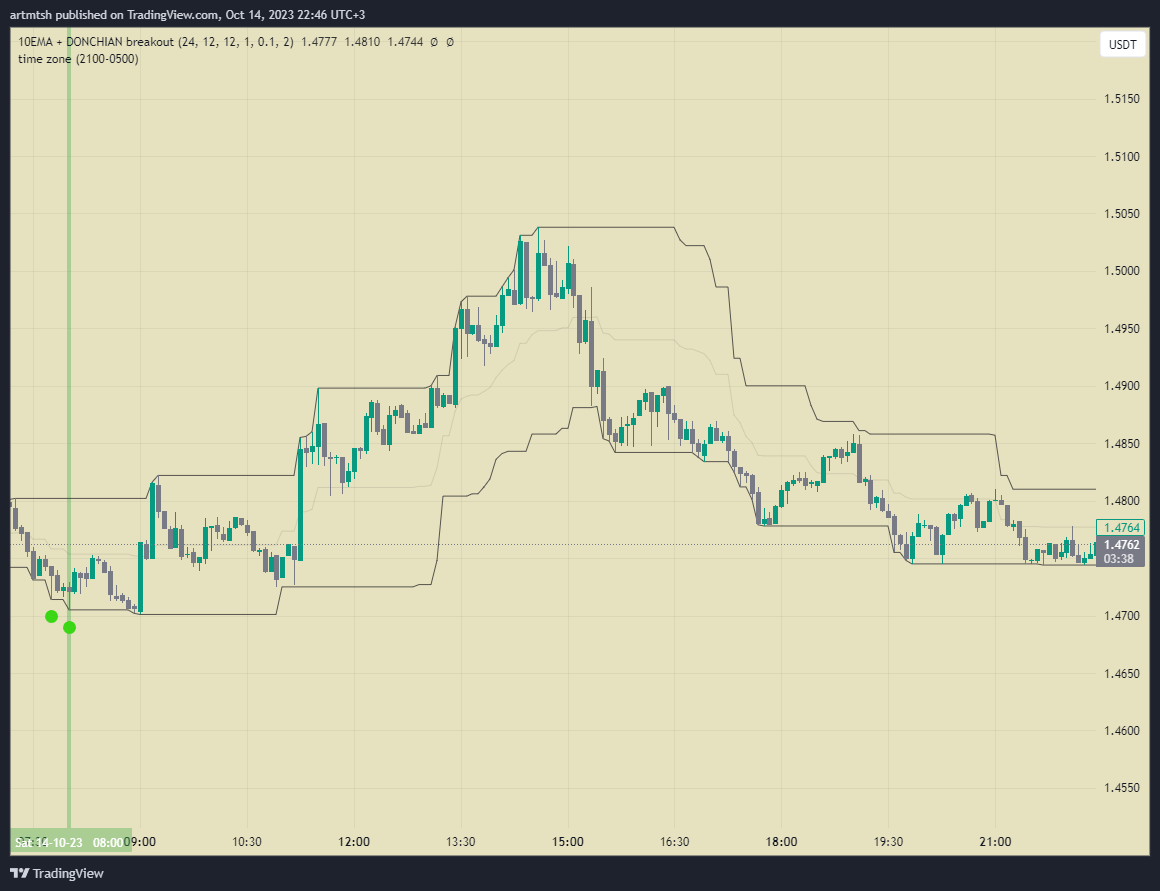 artmtsh published on TradingView.com, Oct 14, 2023 22:46 UTC+3
10EMA + DONCHIAN breakout (24, 12, 12, 1, 0.1, 2) 1.4777 1.4810 1.4744 Ø Ø
time zone (2100-0500)
USDT
1.5150
1.5100
1.5050
1.5000
1.4950
1.4900
1.4850
1.4800
1.4764
1.4762
03:38
1.4700
1.4650
1.4600
1.4550
Sat 14-10-23 08:00 09:00 10:30 12:00 13:30 15:00 16:30 18:00 19:30 21:00
TradingView